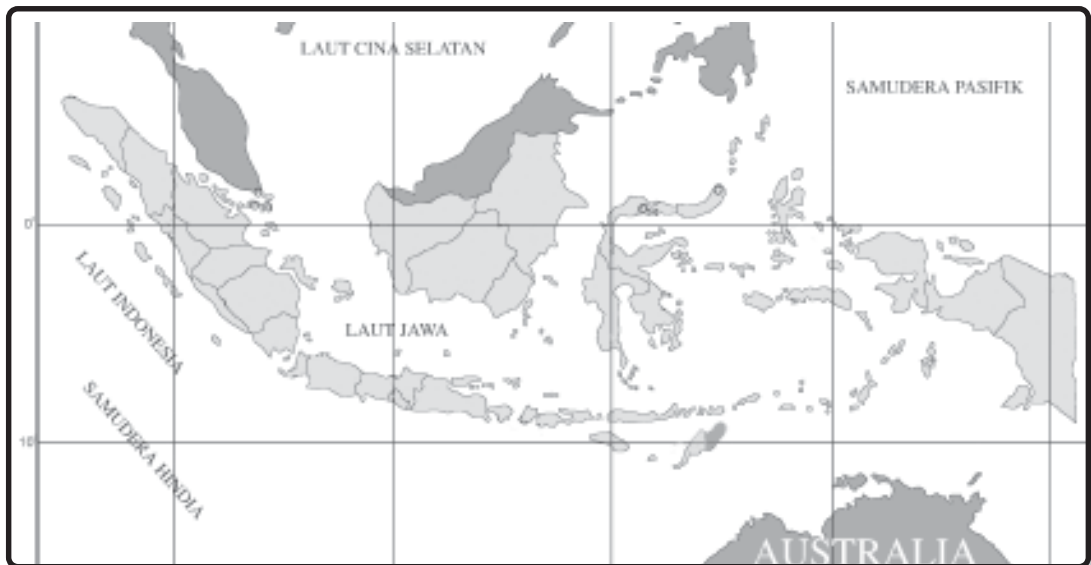 LAUT CINA SELATAN
SAMUDERA PASIFIK
0°
LAUT INDONESIA
LAUT JAWA
SAMUDERA HINDIA
10
AUSTRALIA